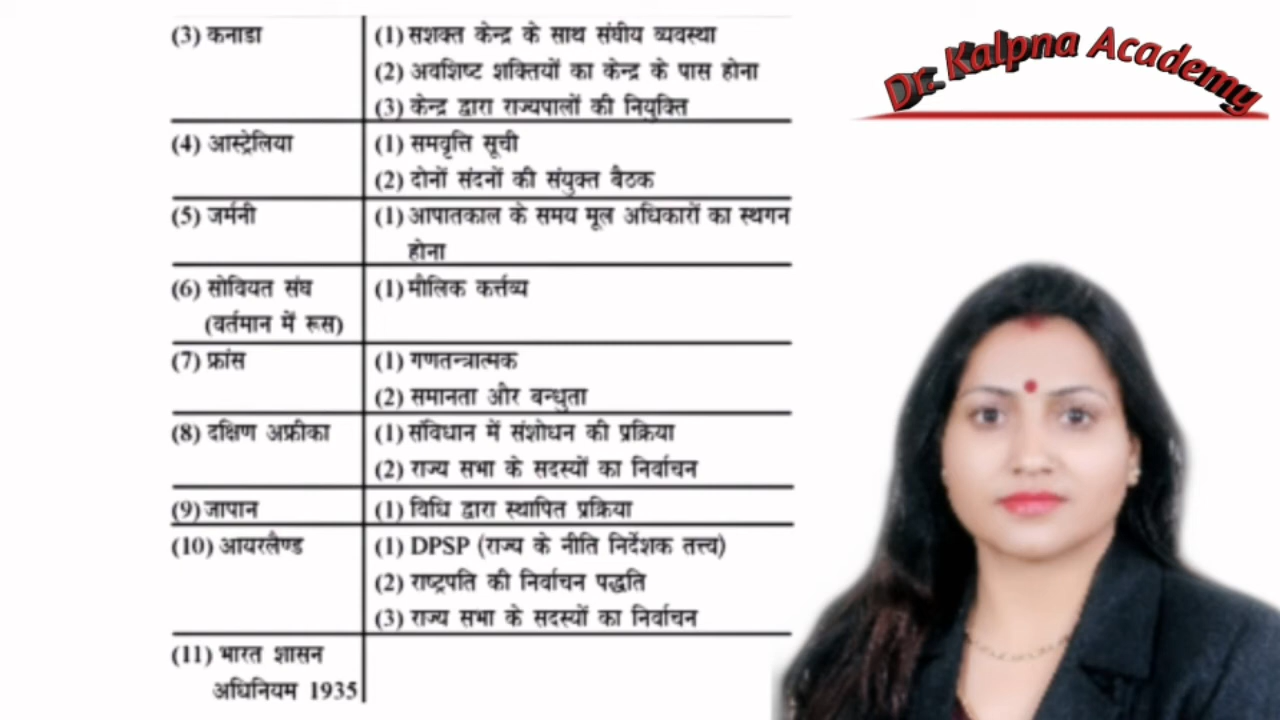 Dr. Kalpna Academy
(3) कनाडा (1) सशक्त केन्द्र के साथ संघीय व्यवस्था
(2) अवशिष्ट शक्तियों का केन्द्र के पास होना
(3) केन्द्र द्वारा राज्यपालों की नियुक्ति
(4) आस्ट्रेलिया (1) समवृत्ति सूची
(2) दोनों संदनों की संयुक्त बैठक
(5) जर्मनी (1) आपातकाल के समय मूल अधिकारों का स्थगन
होना
(6) सोवियत संघ (1) मौलिक कर्त्तव्य
(वर्तमान में रूस)
(7) फ्रांस (1) गणतन्त्रात्मक
(2) समानता और बन्धुता
(8) दक्षिण अफ्रीका (1) संविधान में संशोधन की प्रक्रिया
(2) राज्य सभा के सदस्यों का निर्वाचन
(9) जापान (1) विधि द्वारा स्थापित प्रक्रिया
(10) आयरलैण्ड (1) DPSP (राज्य के नीति निर्देशक तत्त्व)
(2) राष्ट्रपति की निर्वाचन पद्धति
(3) राज्य सभा के सदस्यों का निर्वाचन
(11) भारत शासन
अधिनियम 1935